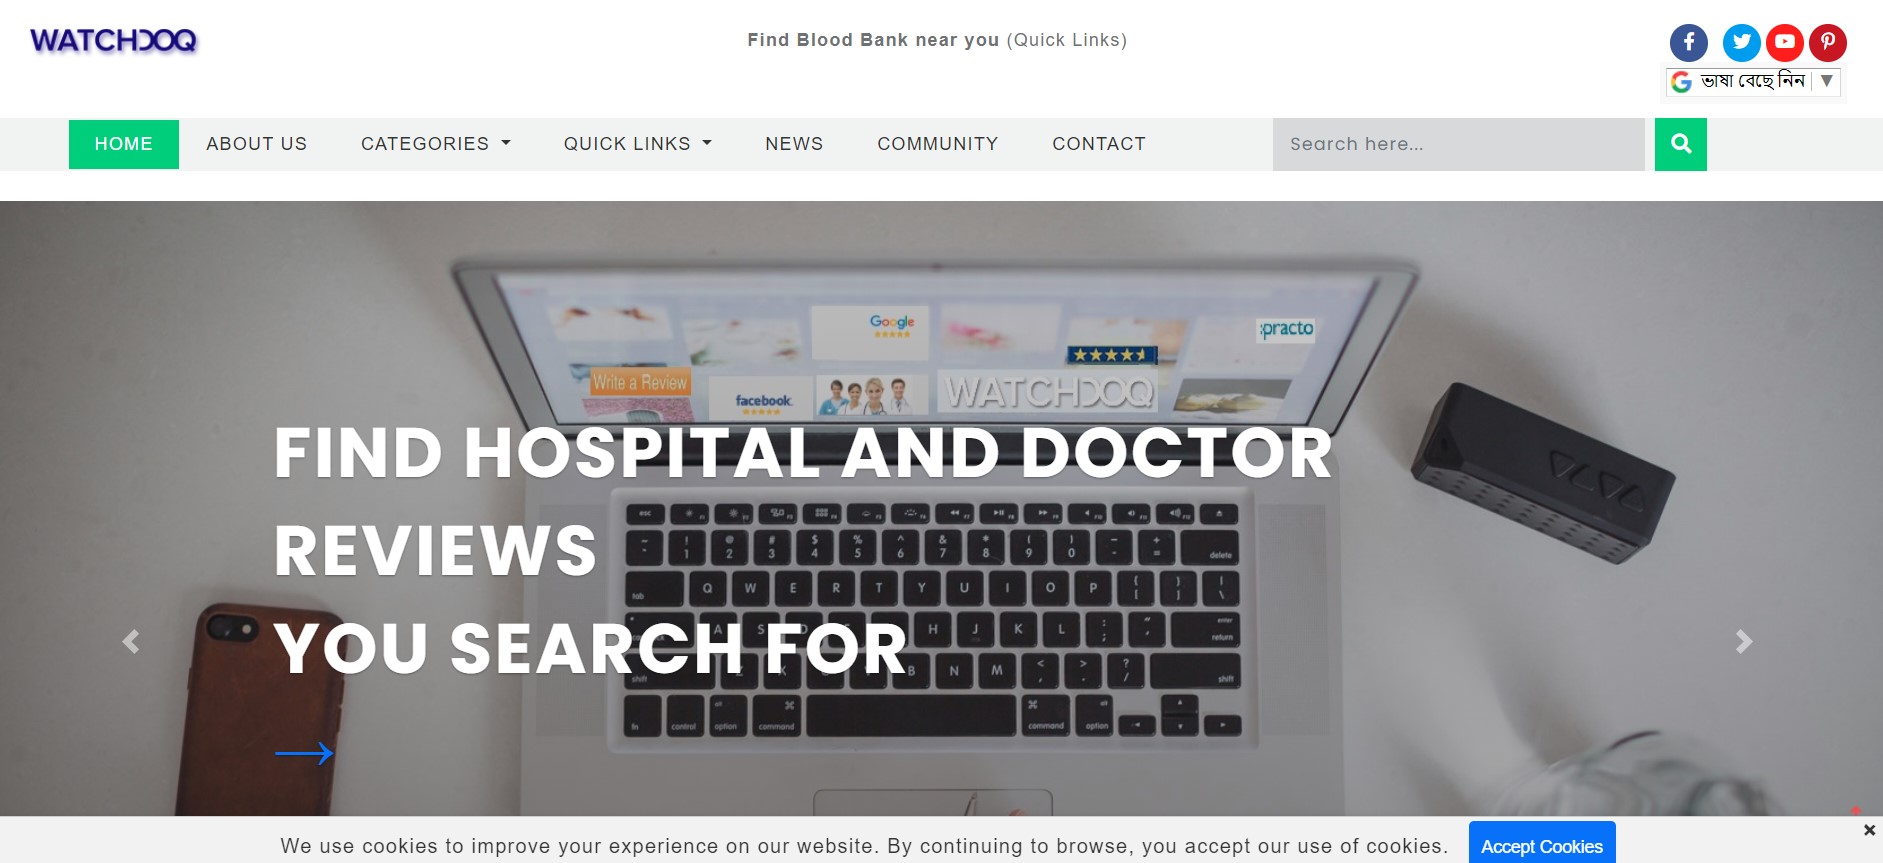 WATCHDOQ
Find Blood Bank near you (Quick Links)
ভাষা বেছে নিন ▼
HOME
ABOUT US
CATEGORIES
QUICK LINKS
NEWS
COMMUNITY
CONTACT
Search here...
Google
practo
Write a Review
facebook.
WATCHDOQ
FIND HOSPITAL AND DOCTOR
REVIEWS
YOU SEARCH FOR
→
We use cookies to improve your experience on our website. By continuing to browse, you accept our use of cookies.
Accept Cookies